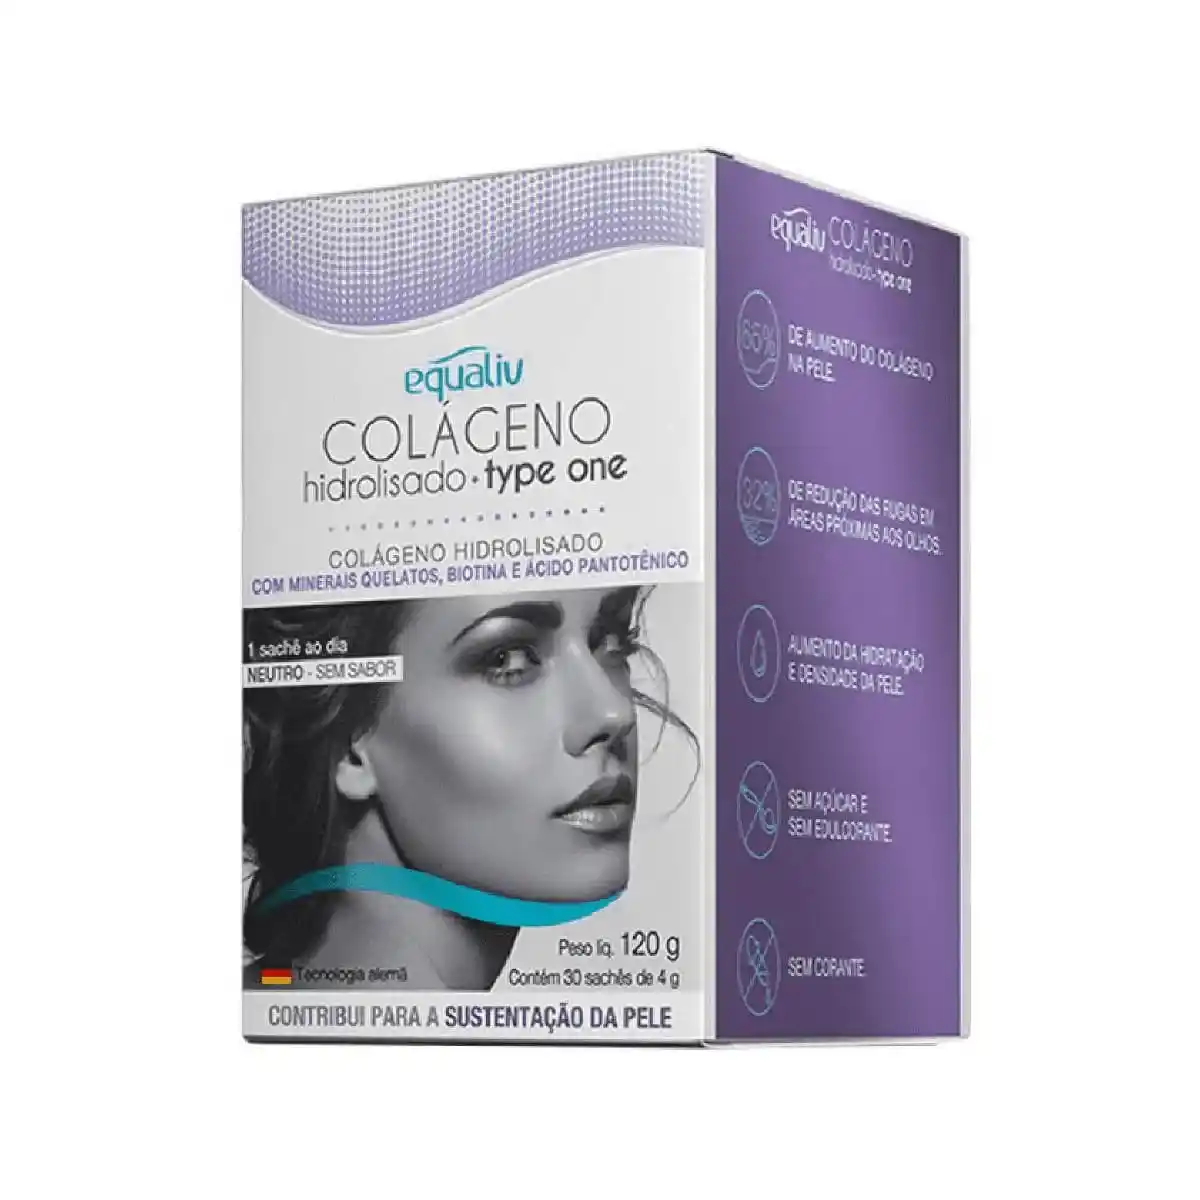 equaliv
COLÁGENO
hidrolisado • type one
COLÁGENO HIDROLISADO
COM MINERAIS QUELATOS, BIOTINA E ÁCIDO PANTOTÊNICO
1 sachê ao dia
NEUTRO - SEM SABOR
Peso líq. 120 g
Contém 30 sachês de 4 g
Tecnologia alemã
CONTRIBUI PARA A SUSTENTAÇÃO DA PELE
equaliv COLÁGENO
hidrolisado • type one
65%
DE AUMENTO DO COLÁGENO
NA PELE.
32%
DE REDUÇÃO DAS RUGAS EM
ÁREAS PRÓXIMAS AOS OLHOS.
AUMENTO DA HIDRATAÇÃO
E DENSIDADE DA PELE.
SEM AÇÚCAR E
SEM EDULCORANTE.
SEM CORANTE.